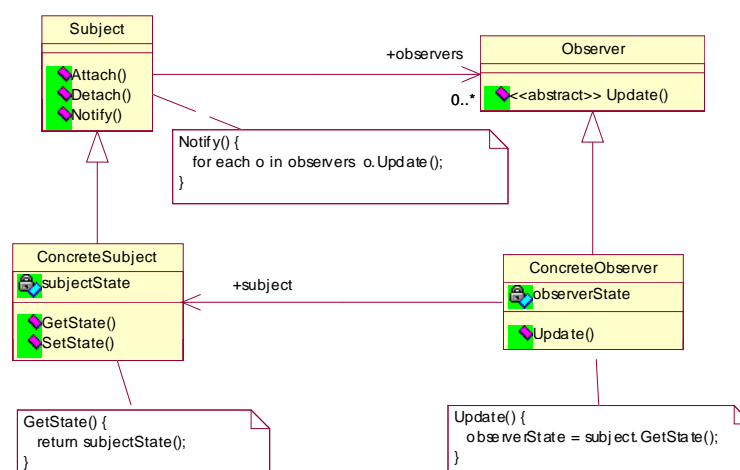 Subject
Attach()
Detach()
Notify()
+observers
0..*
Observer
<<abstract>> Update()
Notify() {
for each o in observers o.Update();
}
ConcreteSubject
subjectState
GetState()
SetState()
+subject
ConcreteObserver
observerState
Update()
GetState() {
return subjectState();
}
Update() {
observerState = subject.GetState();
}